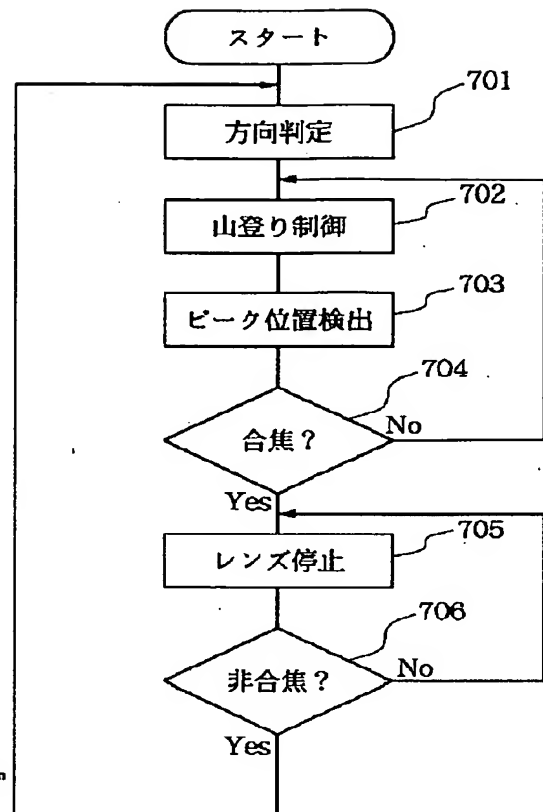 スタート
701
方向判定
702
山登り制御
703
ピーク位置検出
704
合焦?
No
Yes
705
レンズ停止
706
非合焦?
No
Yes